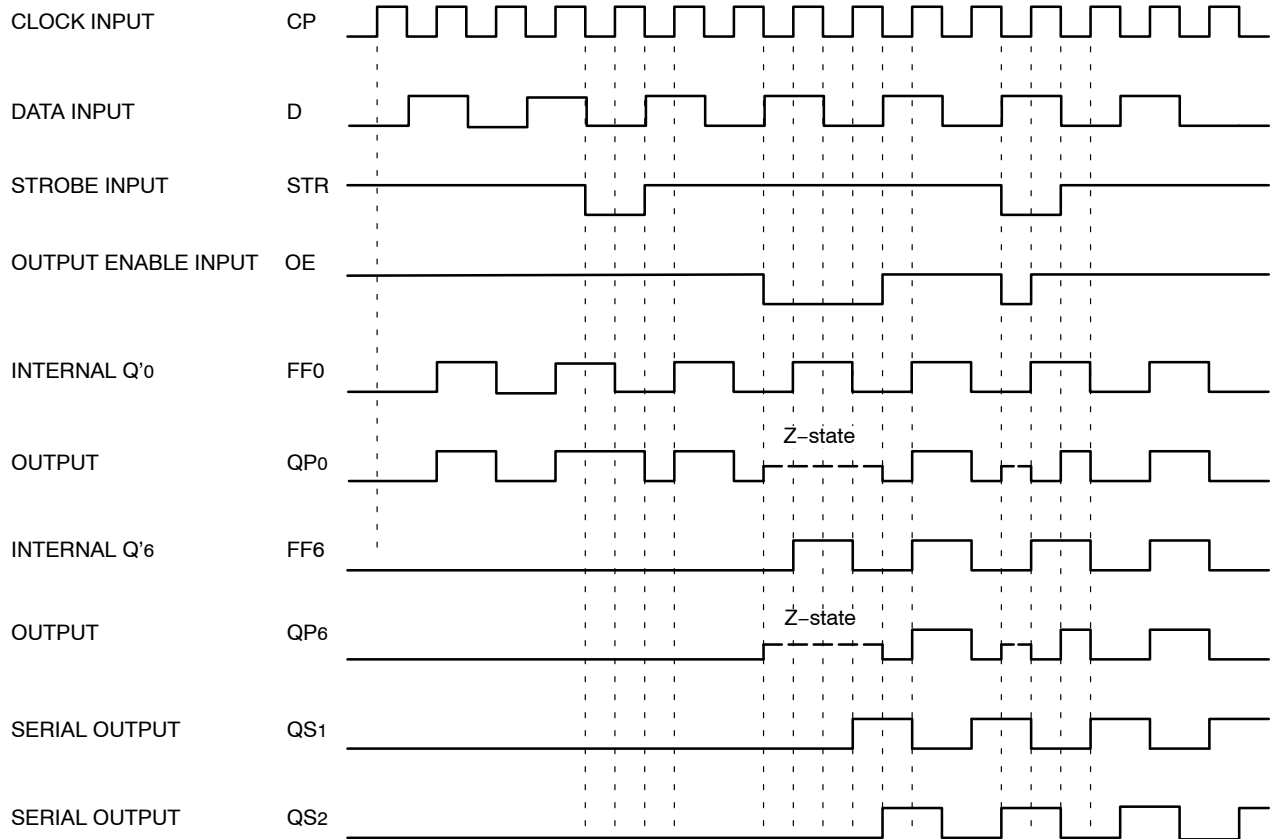 CLOCK INPUT CP
DATA INPUT D
STROBE INPUT STR
OUTPUT ENABLE INPUT OE
INTERNAL Q'0 FF0
Z−state
OUTPUT QP0
INTERNAL Q'6 FF6
Z−state
OUTPUT QP6
SERIAL OUTPUT QS1
SERIAL OUTPUT QS2